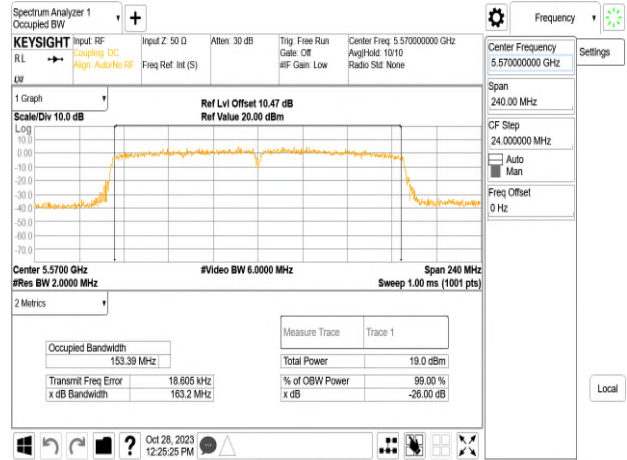 Spectrum Analyzer 1
Occupied BW
Frequency
KEYSIGHT
RL
Input: RF
Coupling: DC
Align: Auto/No RF
Input Z: 50 Ω
Freq Ref: Int (S)
Atten: 30 dB
Trig: Free Run
Gate: Off
#IF Gain: Low
Center Freq: 5.570000000 GHz
Avg|Hold: 10/10
Radio Std: None
Center Frequency
5.570000000 GHz
Settings
Span
240.00 MHz
CF Step
24.000000 MHz
Auto
Man
Freq Offset
0 Hz
Local
1 Graph
Scale/Div 10.0 dB
Ref Lvl Offset 10.47 dB
Ref Value 20.00 dBm
Log
10.0
0.00
-10.0
-20.0
-30.0
-40.0
-50.0
-60.0
-70.0
Center 5.5700 GHz
#Video BW 6.0000 MHz
Span 240 MHz
#Res BW 2.0000 MHz
Sweep 1.00 ms (1001 pts)
2 Metrics
Measure Trace
Trace 1
Occupied Bandwidth
153.39 MHz
Total Power
19.0 dBm
Transmit Freq Error
18.605 kHz
% of OBW Power
99.00 %
x dB Bandwidth
163.2 MHz
x dB
-26.00 dB
?
Oct 28, 2023
12:25:25 PM